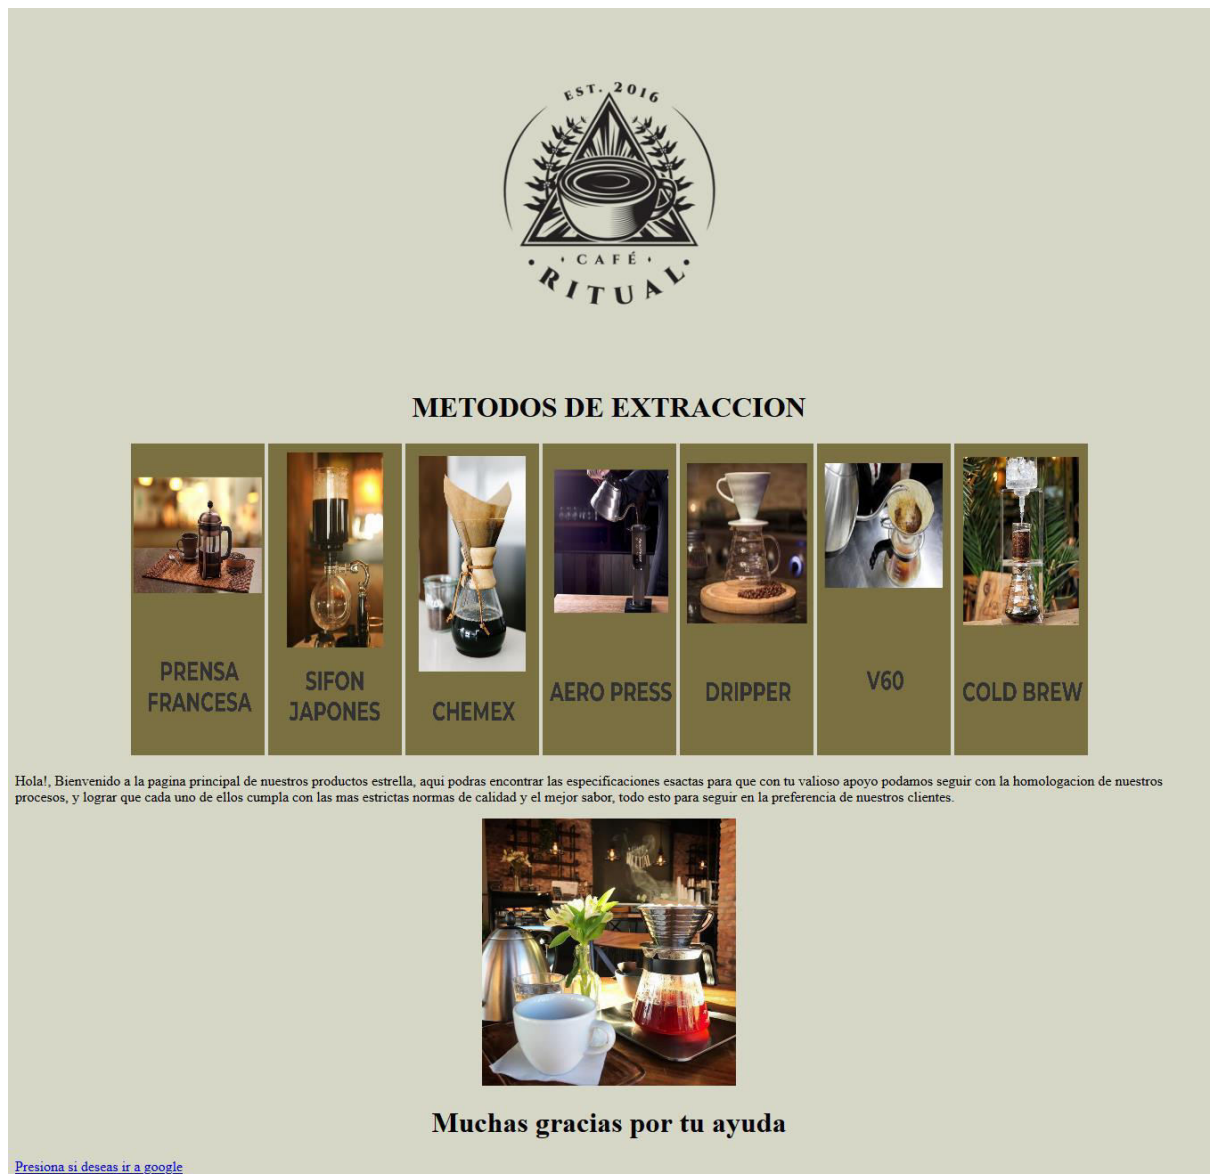 EST. 2016
· CAFÉ ·
· RITUAL ·
METODOS DE EXTRACCION
PRENSA
FRANCESA
SIFON
JAPONES
CHEMEX
AERO PRESS
DRIPPER
V60
COLD BREW
Hola!, Bienvenido a la pagina principal de nuestros productos estrella, aqui podras encontrar las especificaciones esactas para que con tu valioso apoyo podamos seguir con la homologacion de nuestros
procesos, y lograr que cada uno de ellos cumpla con las mas estrictas normas de calidad y el mejor sabor, todo esto para seguir en la preferencia de nuestros clientes.
RITUAL
Muchas gracias por tu ayuda
Presiona si deseas ir a google